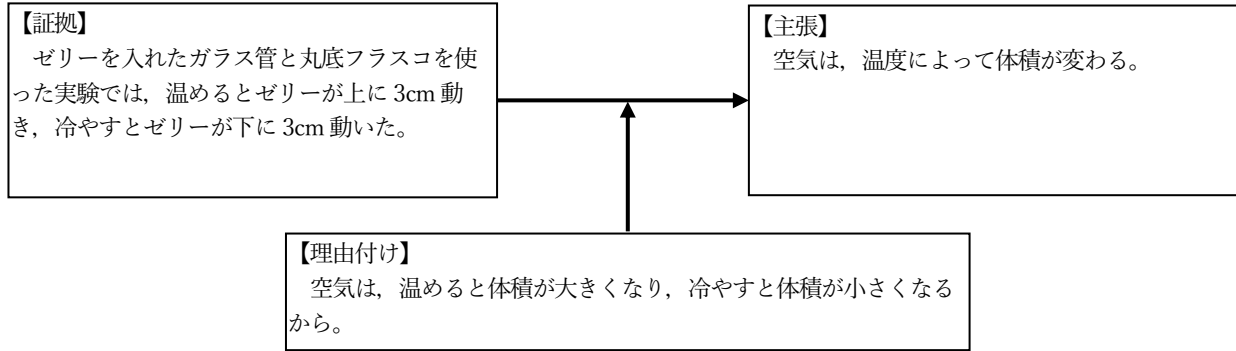 【証拠】
　ゼリーを入れたガラス管と丸底フラスコを使
った実験では，温めるとゼリーが上に 3cm 動
き，冷やすとゼリーが下に 3cm 動いた。
【主張】
　空気は，温度によって体積が変わる。
【理由付け】
　空気は，温めると体積が大きくなり，冷やすと体積が小さくなる
から。